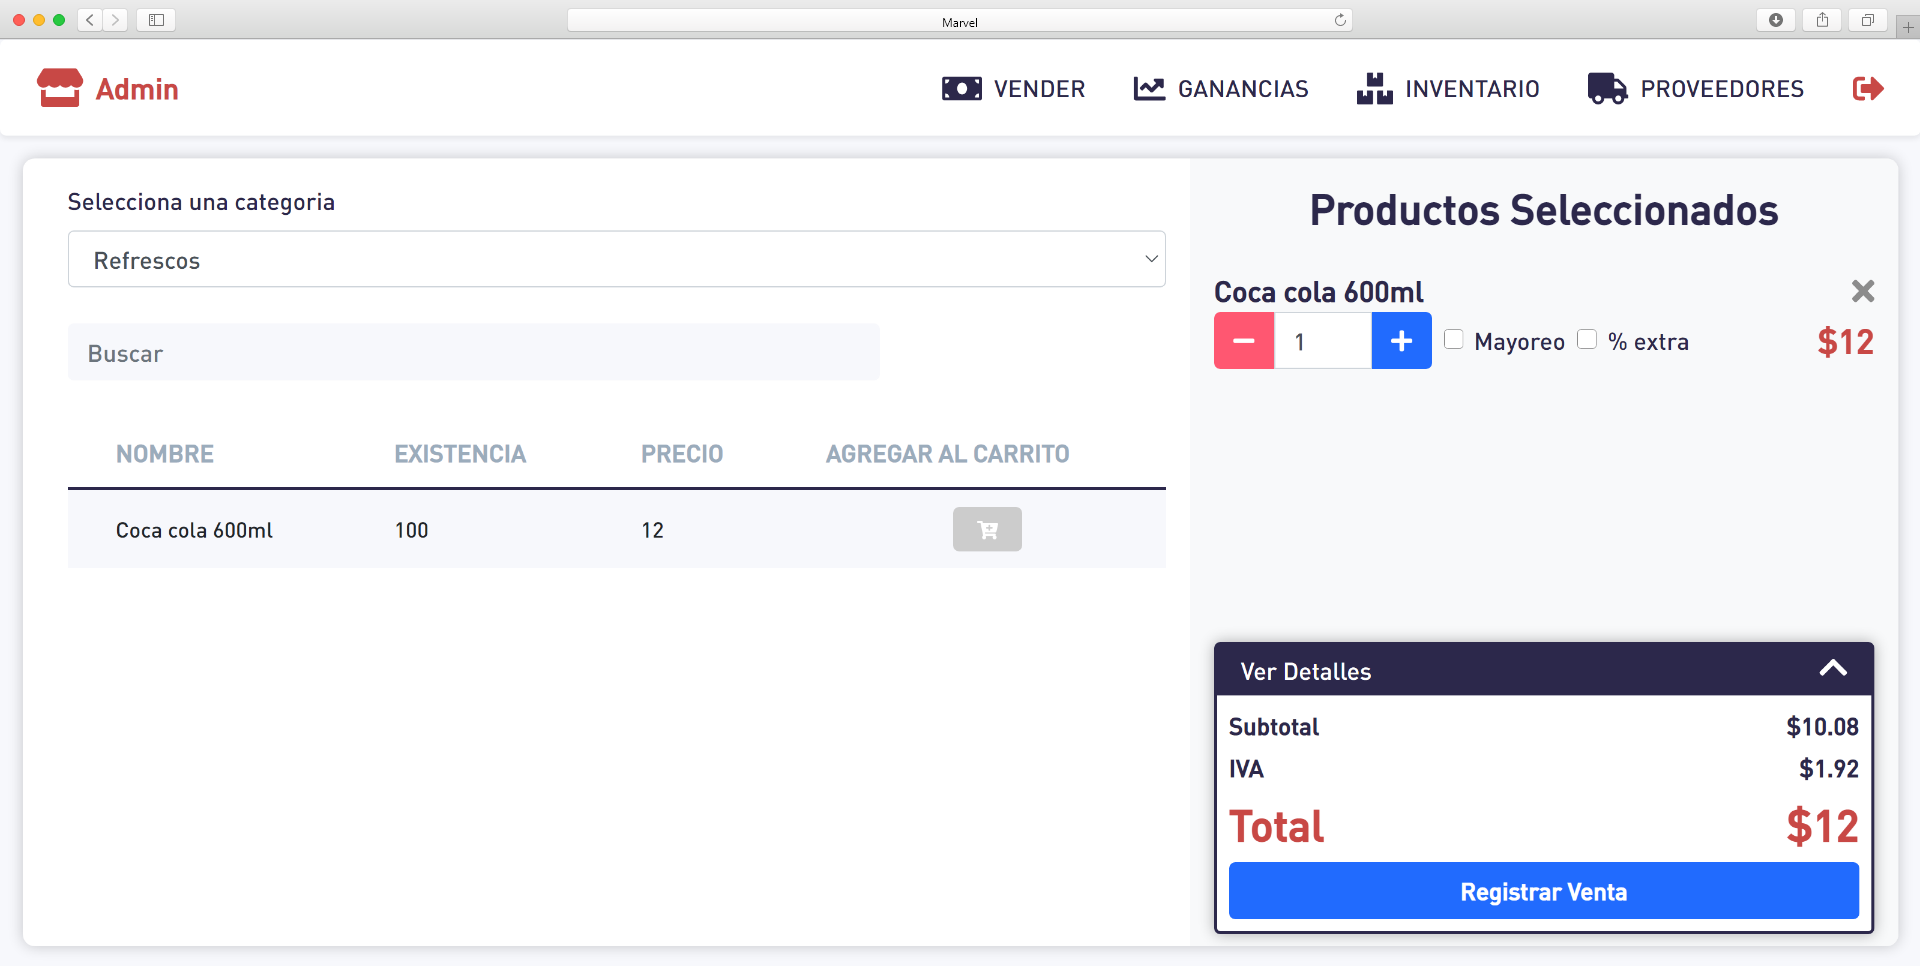 Marvel
Admin
VENDER GANANCIAS INVENTARIO PROVEEDORES
Selecciona una categoria
Refrescos
Buscar
NOMBRE EXISTENCIA PRECIO AGREGAR AL CARRITO
Coca cola 600ml 100 12
Productos Seleccionados
Coca cola 600ml
1 Mayoreo % extra $12
Ver Detalles
Subtotal $10.08
IVA $1.92
Total $12
Registrar Venta